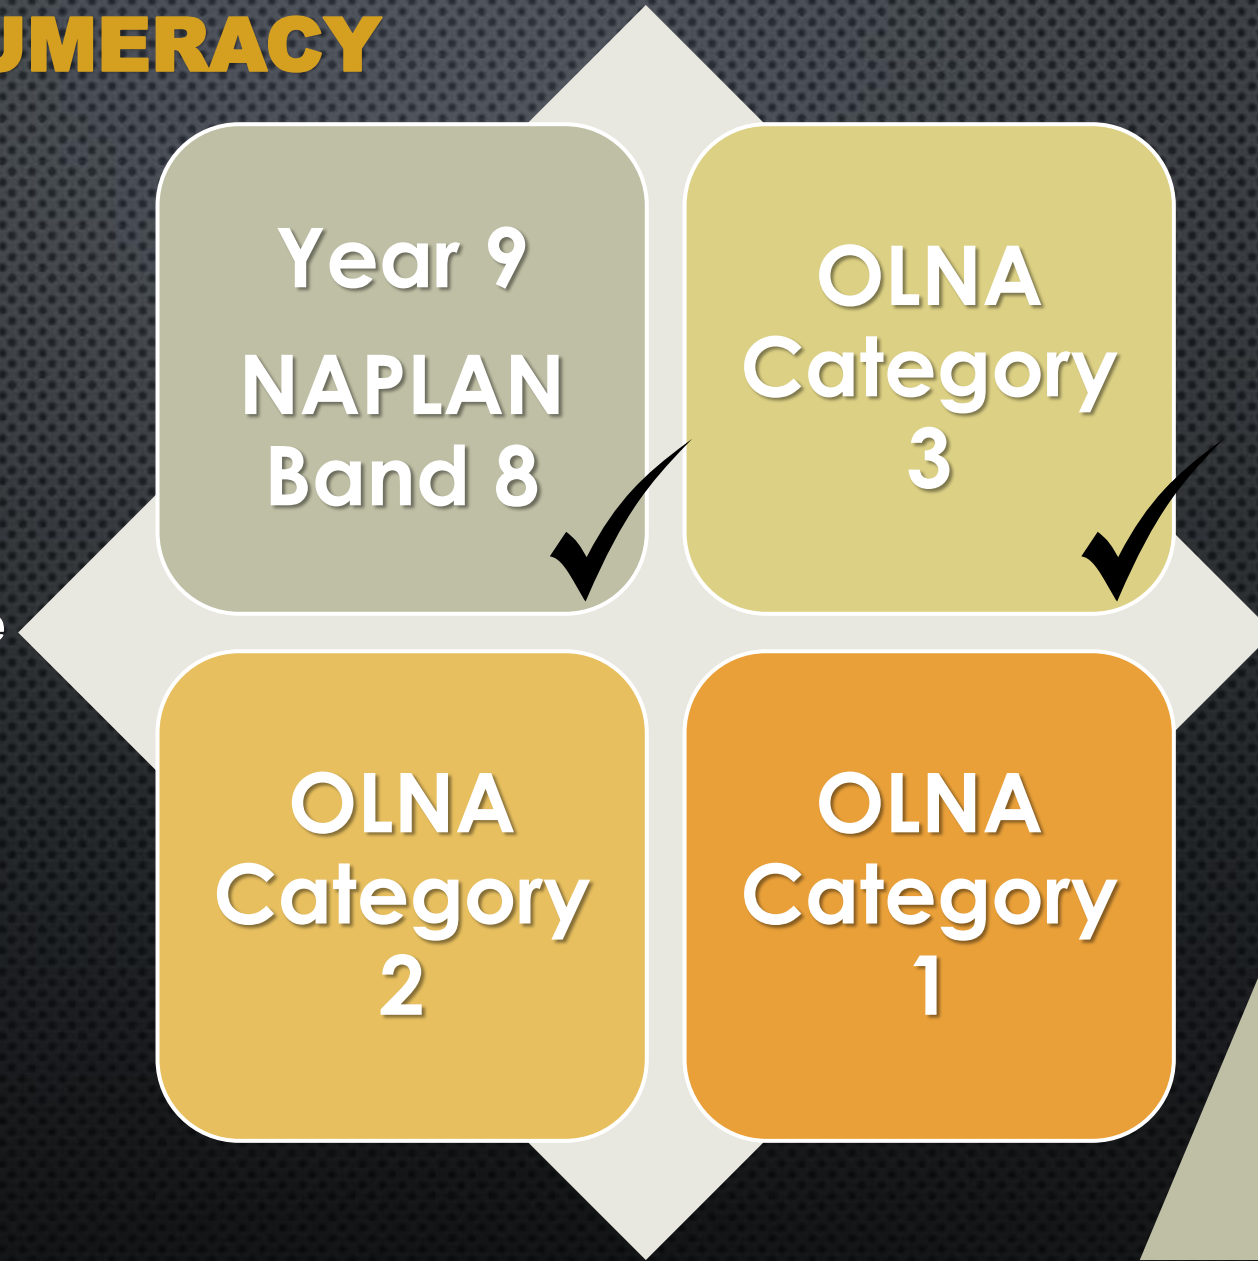 UMERACY
Year 9
NAPLAN
Band 8
OLNA
Category
3
e
OLNA
Category
2
OLNA
Category
1